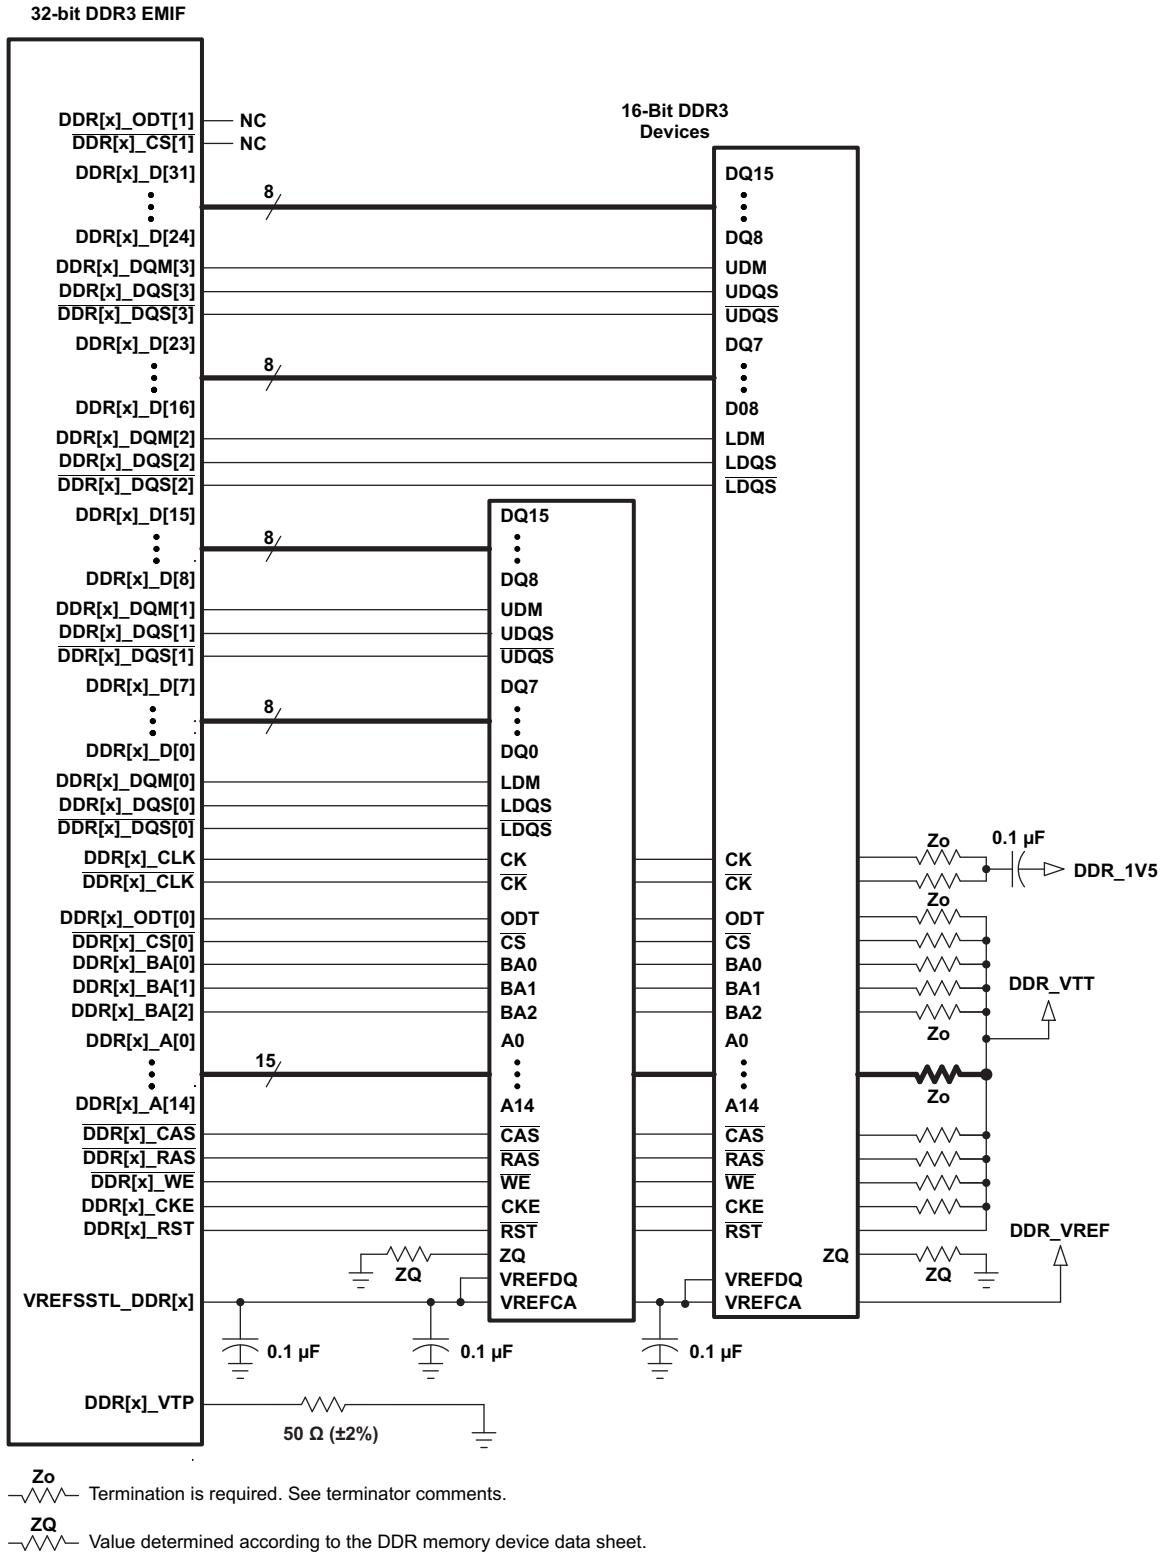 32-bit DDR3 EMIF
16-Bit DDR3
Devices
DDR[x]_ODT[1] NC
DDR[x]_CS[1] NC
DDR[x]_D[31] DQ15
8
DDR[x]_D[24] DQ8
DDR[x]_DQM[3] UDM
DDR[x]_DQS[3] UDQS
DDR[x]_DQS[3] UDQS
DDR[x]_D[23] DQ7
8
DDR[x]_D[16] D08
DDR[x]_DQM[2] LDM
DDR[x]_DQS[2] LDQS
DDR[x]_DQS[2] LDQS
DDR[x]_D[15] DQ15
8
DDR[x]_D[8] DQ8
DDR[x]_DQM[1] UDM
DDR[x]_DQS[1] UDQS
DDR[x]_DQS[1] UDQS
DDR[x]_D[7] DQ7
8
DDR[x]_D[0] DQ0
DDR[x]_DQM[0] LDM
DDR[x]_DQS[0] LDQS
DDR[x]_DQS[0] LDQS
Zo 0.1 µF
DDR[x]_CLK CK CK
DDR_1V5
DDR[x]_CLK CK CK
Zo
DDR[x]_ODT[0] ODT ODT
DDR[x]_CS[0] CS CS
DDR[x]_BA[0] BA0 BA0
DDR[x]_BA[1] BA1 BA1 DDR_VTT
DDR[x]_BA[2] BA2 BA2
Zo
DDR[x]_A[0] A0 A0
15
Zo
DDR[x]_A[14] A14 A14
DDR[x]_CAS CAS CAS
DDR[x]_RAS RAS RAS
DDR[x]_WE WE WE
DDR[x]_CKE CKE CKE
DDR[x]_RST RST RST DDR_VREF
ZQ ZQ ZQ ZQ
VREFDQ VREFDQ
VREFSSTL_DDR[x] VREFCA VREFCA
0.1 µF 0.1 µF 0.1 µF
DDR[x]_VTP
50 Ω (±2%)
Zo
Termination is required. See terminator comments.
ZQ
Value determined according to the DDR memory device data sheet.